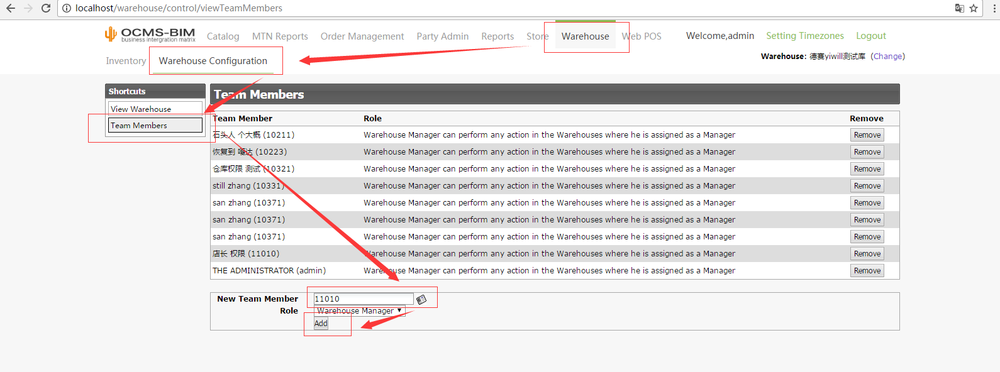 localhost/warehouse/control/viewTeamMembers
OCMS-BIM
business intergration matrix
Catalog MTN Reports Order Management Party Admin Reports Store Warehouse Web POS Welcome,admin Setting Timezones Logout
Inventory Warehouse Configuration
Warehouse: 德赛yiwill测试库 (Change)
Shortcuts
View Warehouse
Team Members
Team Members
Team Member Role Remove
石头人 个大概 (10211) Warehouse Manager can perform any action in the Warehouses where he is assigned as a Manager Remove
恢复到 嘎达 (10223) Warehouse Manager can perform any action in the Warehouses where he is assigned as a Manager Remove
仓库权限 测试 (10321) Warehouse Manager can perform any action in the Warehouses where he is assigned as a Manager Remove
still zhang (10331) Warehouse Manager can perform any action in the Warehouses where he is assigned as a Manager Remove
san zhang (10371) Warehouse Manager can perform any action in the Warehouses where he is assigned as a Manager Remove
san zhang (10371) Warehouse Manager can perform any action in the Warehouses where he is assigned as a Manager Remove
san zhang (10371) Warehouse Manager can perform any action in the Warehouses where he is assigned as a Manager Remove
店长 权限 (11010) Warehouse Manager can perform any action in the Warehouses where he is assigned as a Manager Remove
THE ADMINISTRATOR (admin) Warehouse Manager can perform any action in the Warehouses where he is assigned as a Manager Remove
New Team Member 11010
Role Warehouse Manager
Add